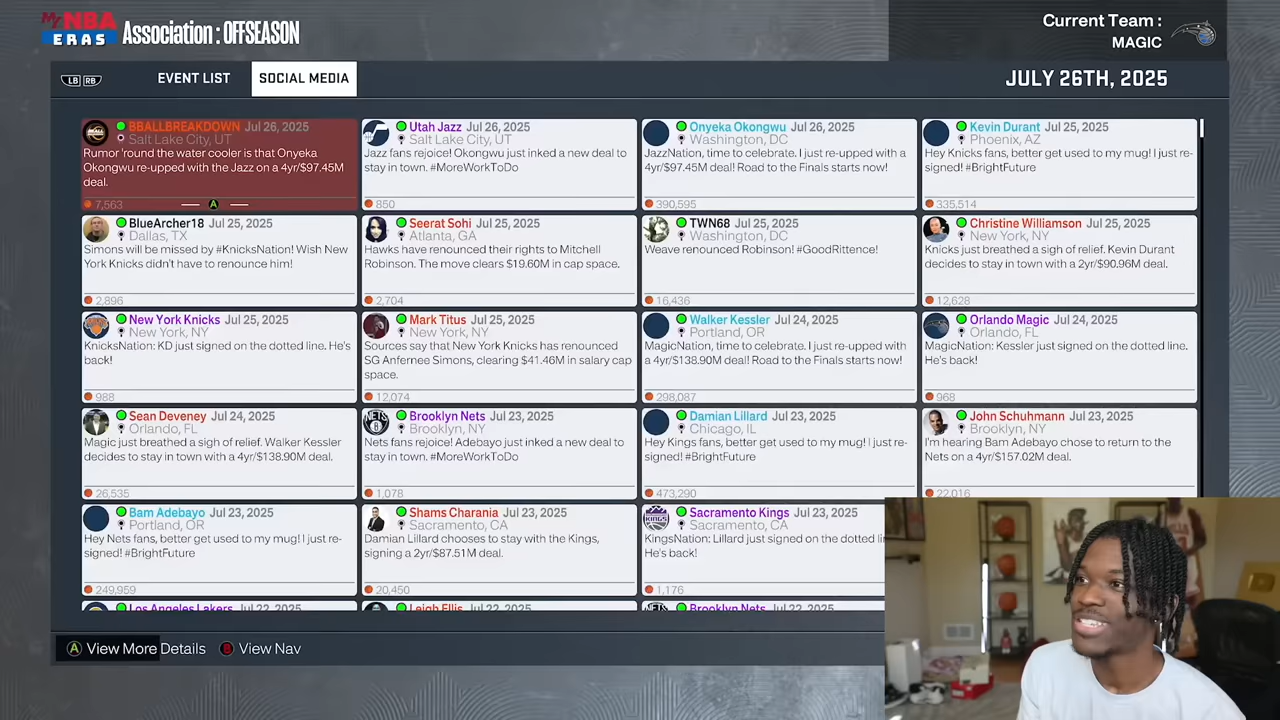 My NBA
ERAS
Association : OFFSEASON
Current Team :
MAGIC
LB RB
EVENT LIST
SOCIAL MEDIA
JULY 26TH, 2025
BBALLBREAKDOWN Jul 26, 2025
Salt Lake City, UT
Rumor 'round the water cooler is that Onyeka
Okongwu re-upped with the Jazz on a 4yr/$97.45M
deal.
7,563
A
Utah Jazz Jul 26, 2025
Salt Lake City, UT
Jazz fans rejoice! Okongwu just inked a new deal to
stay in town. #MoreWorkToDo
850
Onyeka Okongwu Jul 26, 2025
Washington, DC
JazzNation, time to celebrate. I just re-upped with a
4yr/$97.45M deal! Road to the Finals starts now!
390,595
Kevin Durant Jul 25, 2025
Phoenix, AZ
Hey Knicks fans, better get used to my mug! I just re-
signed! #BrightFuture
335,514
BlueArcher18 Jul 25, 2025
Dallas, TX
Simons will be missed by #KnicksNation! Wish New
York Knicks didn't have to renounce him!
2,896
Seerat Sohi Jul 25, 2025
Atlanta, GA
Hawks have renounced their rights to Mitchell
Robinson. The move clears $19.60M in cap space.
2,704
TWN68 Jul 25, 2025
Washington, DC
Weave renounced Robinson! #GoodRittence!
16,436
Christine Williamson Jul 25, 2025
New York, NY
Knicks just breathed a sigh of relief. Kevin Durant
decides to stay in town with a 2yr/$90.96M deal.
12,628
New York Knicks Jul 25, 2025
New York, NY
KnicksNation: KD just signed on the dotted line. He's
back!
988
Mark Titus Jul 25, 2025
New York, NY
Sources say that New York Knicks has renounced
SG Anfernee Simons, clearing $41.46M in salary cap
space.
12,074
Walker Kessler Jul 24, 2025
Portland, OR
MagicNation, time to celebrate. I just re-upped with
a 4yr/$138.90M deal! Road to the Finals starts now!
298,087
Orlando Magic Jul 24, 2025
Orlando, FL
MagicNation: Kessler just signed on the dotted line.
He's back!
968
Sean Deveney Jul 24, 2025
Orlando, FL
Magic just breathed a sigh of relief. Walker Kessler
decides to stay in town with a 4yr/$138.90M deal.
26,535
Brooklyn Nets Jul 23, 2025
Brooklyn, NY
Nets fans rejoice! Adebayo just inked a new deal to
stay in town. #MoreWorkToDo
1,078
Damian Lillard Jul 23, 2025
Chicago, IL
Hey Kings fans, better get used to my mug! I just re-
signed! #BrightFuture
473,290
John Schuhmann Jul 23, 2025
Brooklyn, NY
I'm hearing Bam Adebayo chose to return to the
Nets on a 4yr/$157.02M deal.
22,016
Bam Adebayo Jul 23, 2025
Portland, OR
Hey Nets fans, better get used to my mug! I just re-
signed! #BrightFuture
249,959
Shams Charania Jul 23, 2025
Sacramento, CA
Damian Lillard chooses to stay with the Kings,
signing a 2yr/$87.51M deal.
20,450
Sacramento Kings Jul 23, 2025
Sacramento, CA
KingsNation: Lillard just signed on the dotted
He's back!
1,176
Los Angeles Lakers Jul 22, 2025
Leigh Ellis Jul 22, 2025
Brooklyn Nets Jul 22, 2025
A View More Details B View Nav